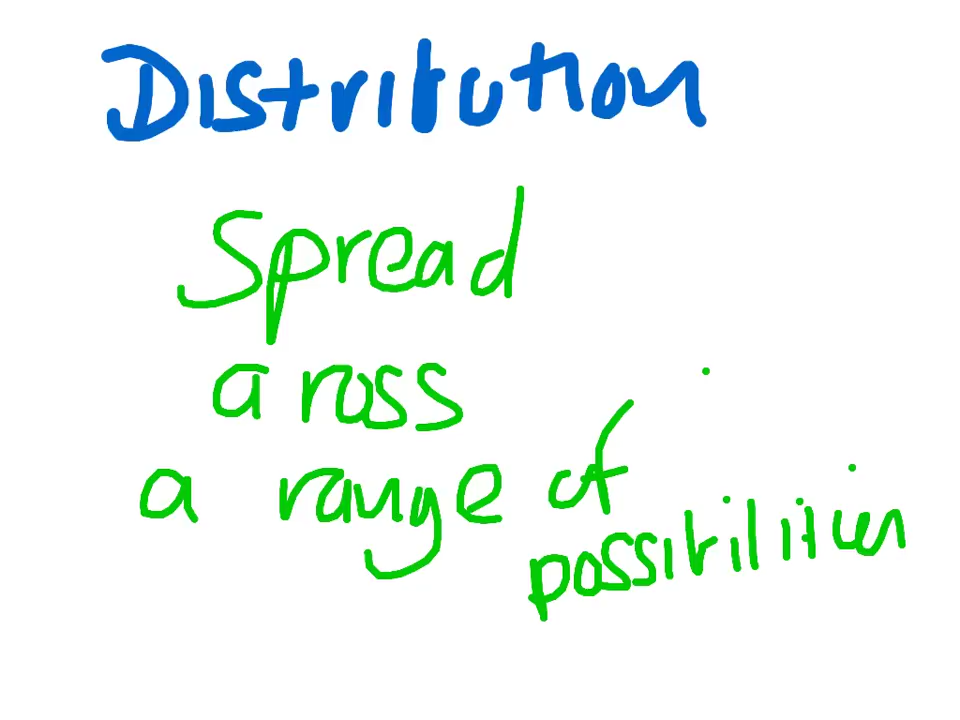 Distribution
Spread
a ross
a range of
possibilities